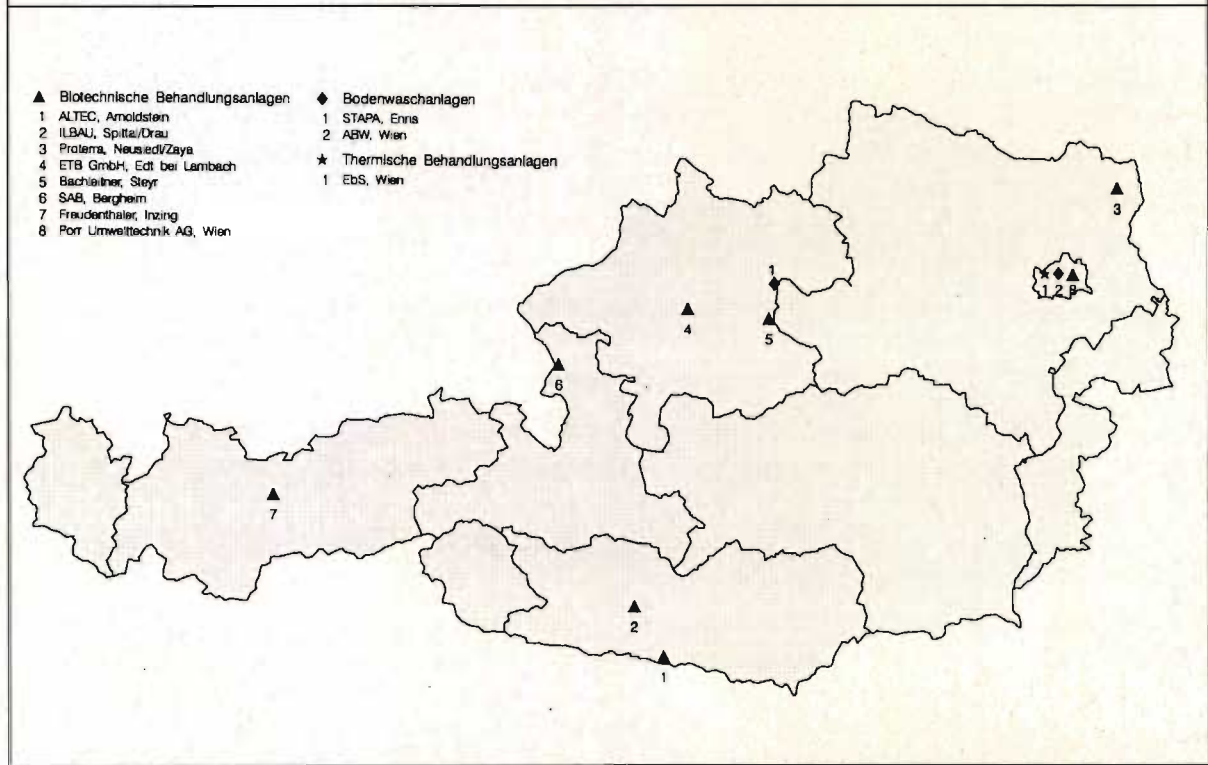 ▲ Biotechnische Behandlungsanlagen
1 ALTEC, Arnoldstein
2 ILBAU, Spittal/Drau
3 Proterra, Neusiedl/Zaya
4 ETB GmbH, Edt bei Lambach
5 Bachleitner, Steyr
6 SAB, Bergheim
7 Freudenthaler, Inzing
8 Porr Umwelttechnik AG, Wien
◆ Bodenwaschanlagen
1 STAPA, Enns
2 ABW, Wien
★ Thermische Behandlungsanlagen
1 EbS, Wien
3
1
1 2 8
4
5
6
7
2
1